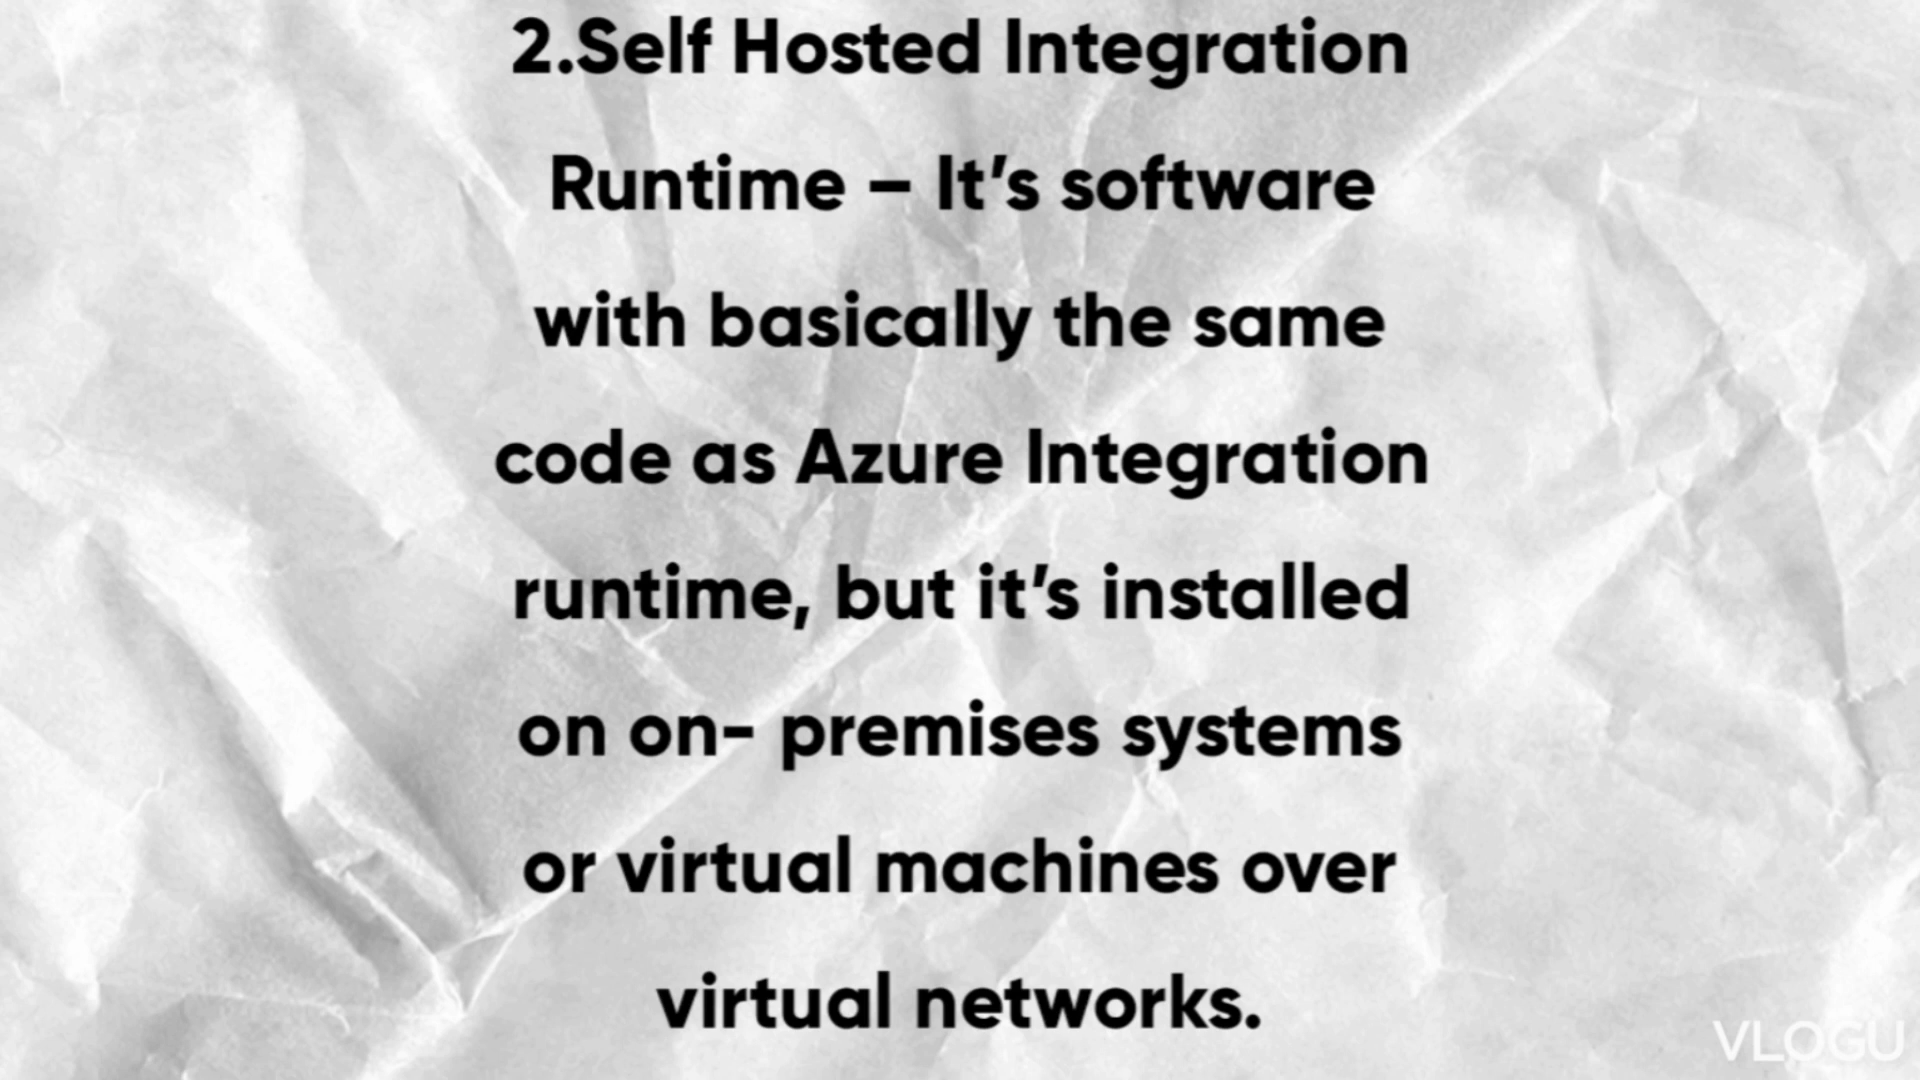 2.Self Hosted Integration
Runtime – It’s software
with basically the same
code as Azure Integration
runtime, but it’s installed
on on- premises systems
or virtual machines over
virtual networks.
VLOGU